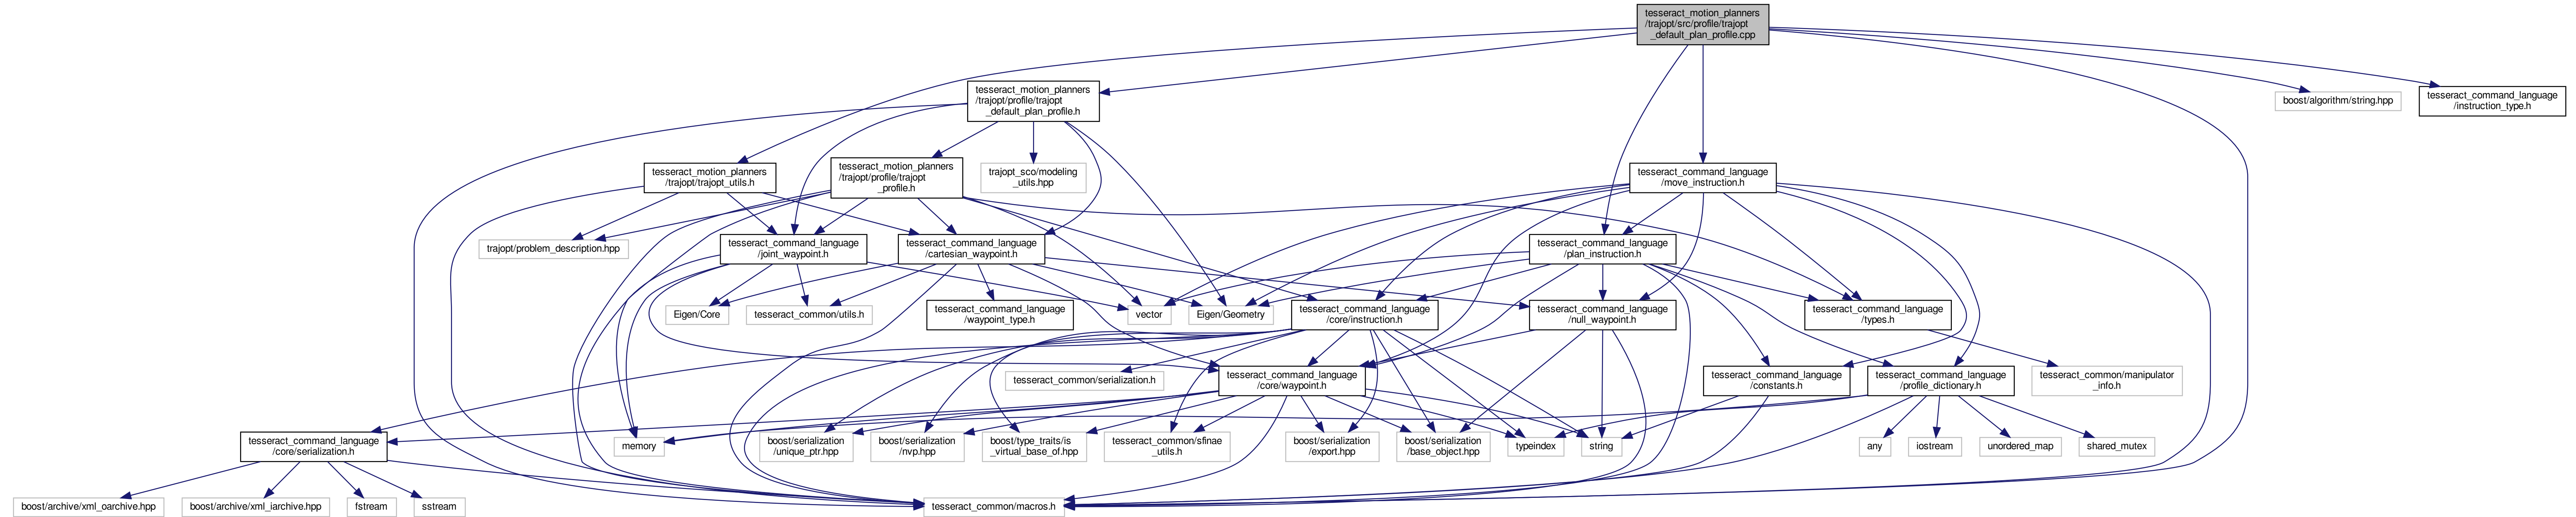 tesseract_motion_planners
/trajopt/src/profile/trajopt
_default_plan_profile.cpp
tesseract_motion_planners
/trajopt/profile/trajopt
_default_plan_profile.h
boost/algorithm/string.hpp
tesseract_command_language
/instruction_type.h
tesseract_motion_planners
/trajopt/trajopt_utils.h
tesseract_motion_planners
/trajopt/profile/trajopt
_profile.h
trajopt_sco/modeling
_utils.hpp
tesseract_command_language
/move_instruction.h
trajopt/problem_description.hpp
tesseract_command_language
/joint_waypoint.h
tesseract_command_language
/cartesian_waypoint.h
tesseract_command_language
/plan_instruction.h
Eigen/Core
tesseract_common/utils.h
tesseract_command_language
/waypoint_type.h
vector
Eigen/Geometry
tesseract_command_language
/core/instruction.h
tesseract_command_language
/null_waypoint.h
tesseract_command_language
/types.h
tesseract_common/serialization.h
tesseract_command_language
/core/waypoint.h
tesseract_command_language
/constants.h
tesseract_command_language
/profile_dictionary.h
tesseract_common/manipulator
_info.h
tesseract_command_language
/core/serialization.h
memory
boost/serialization
/unique_ptr.hpp
boost/serialization
/nvp.hpp
boost/type_traits/is
_virtual_base_of.hpp
tesseract_common/sfinae
_utils.h
boost/serialization
/export.hpp
boost/serialization
/base_object.hpp
typeindex
string
any
iostream
unordered_map
shared_mutex
boost/archive/xml_oarchive.hpp
boost/archive/xml_iarchive.hpp
fstream
sstream
tesseract_common/macros.h